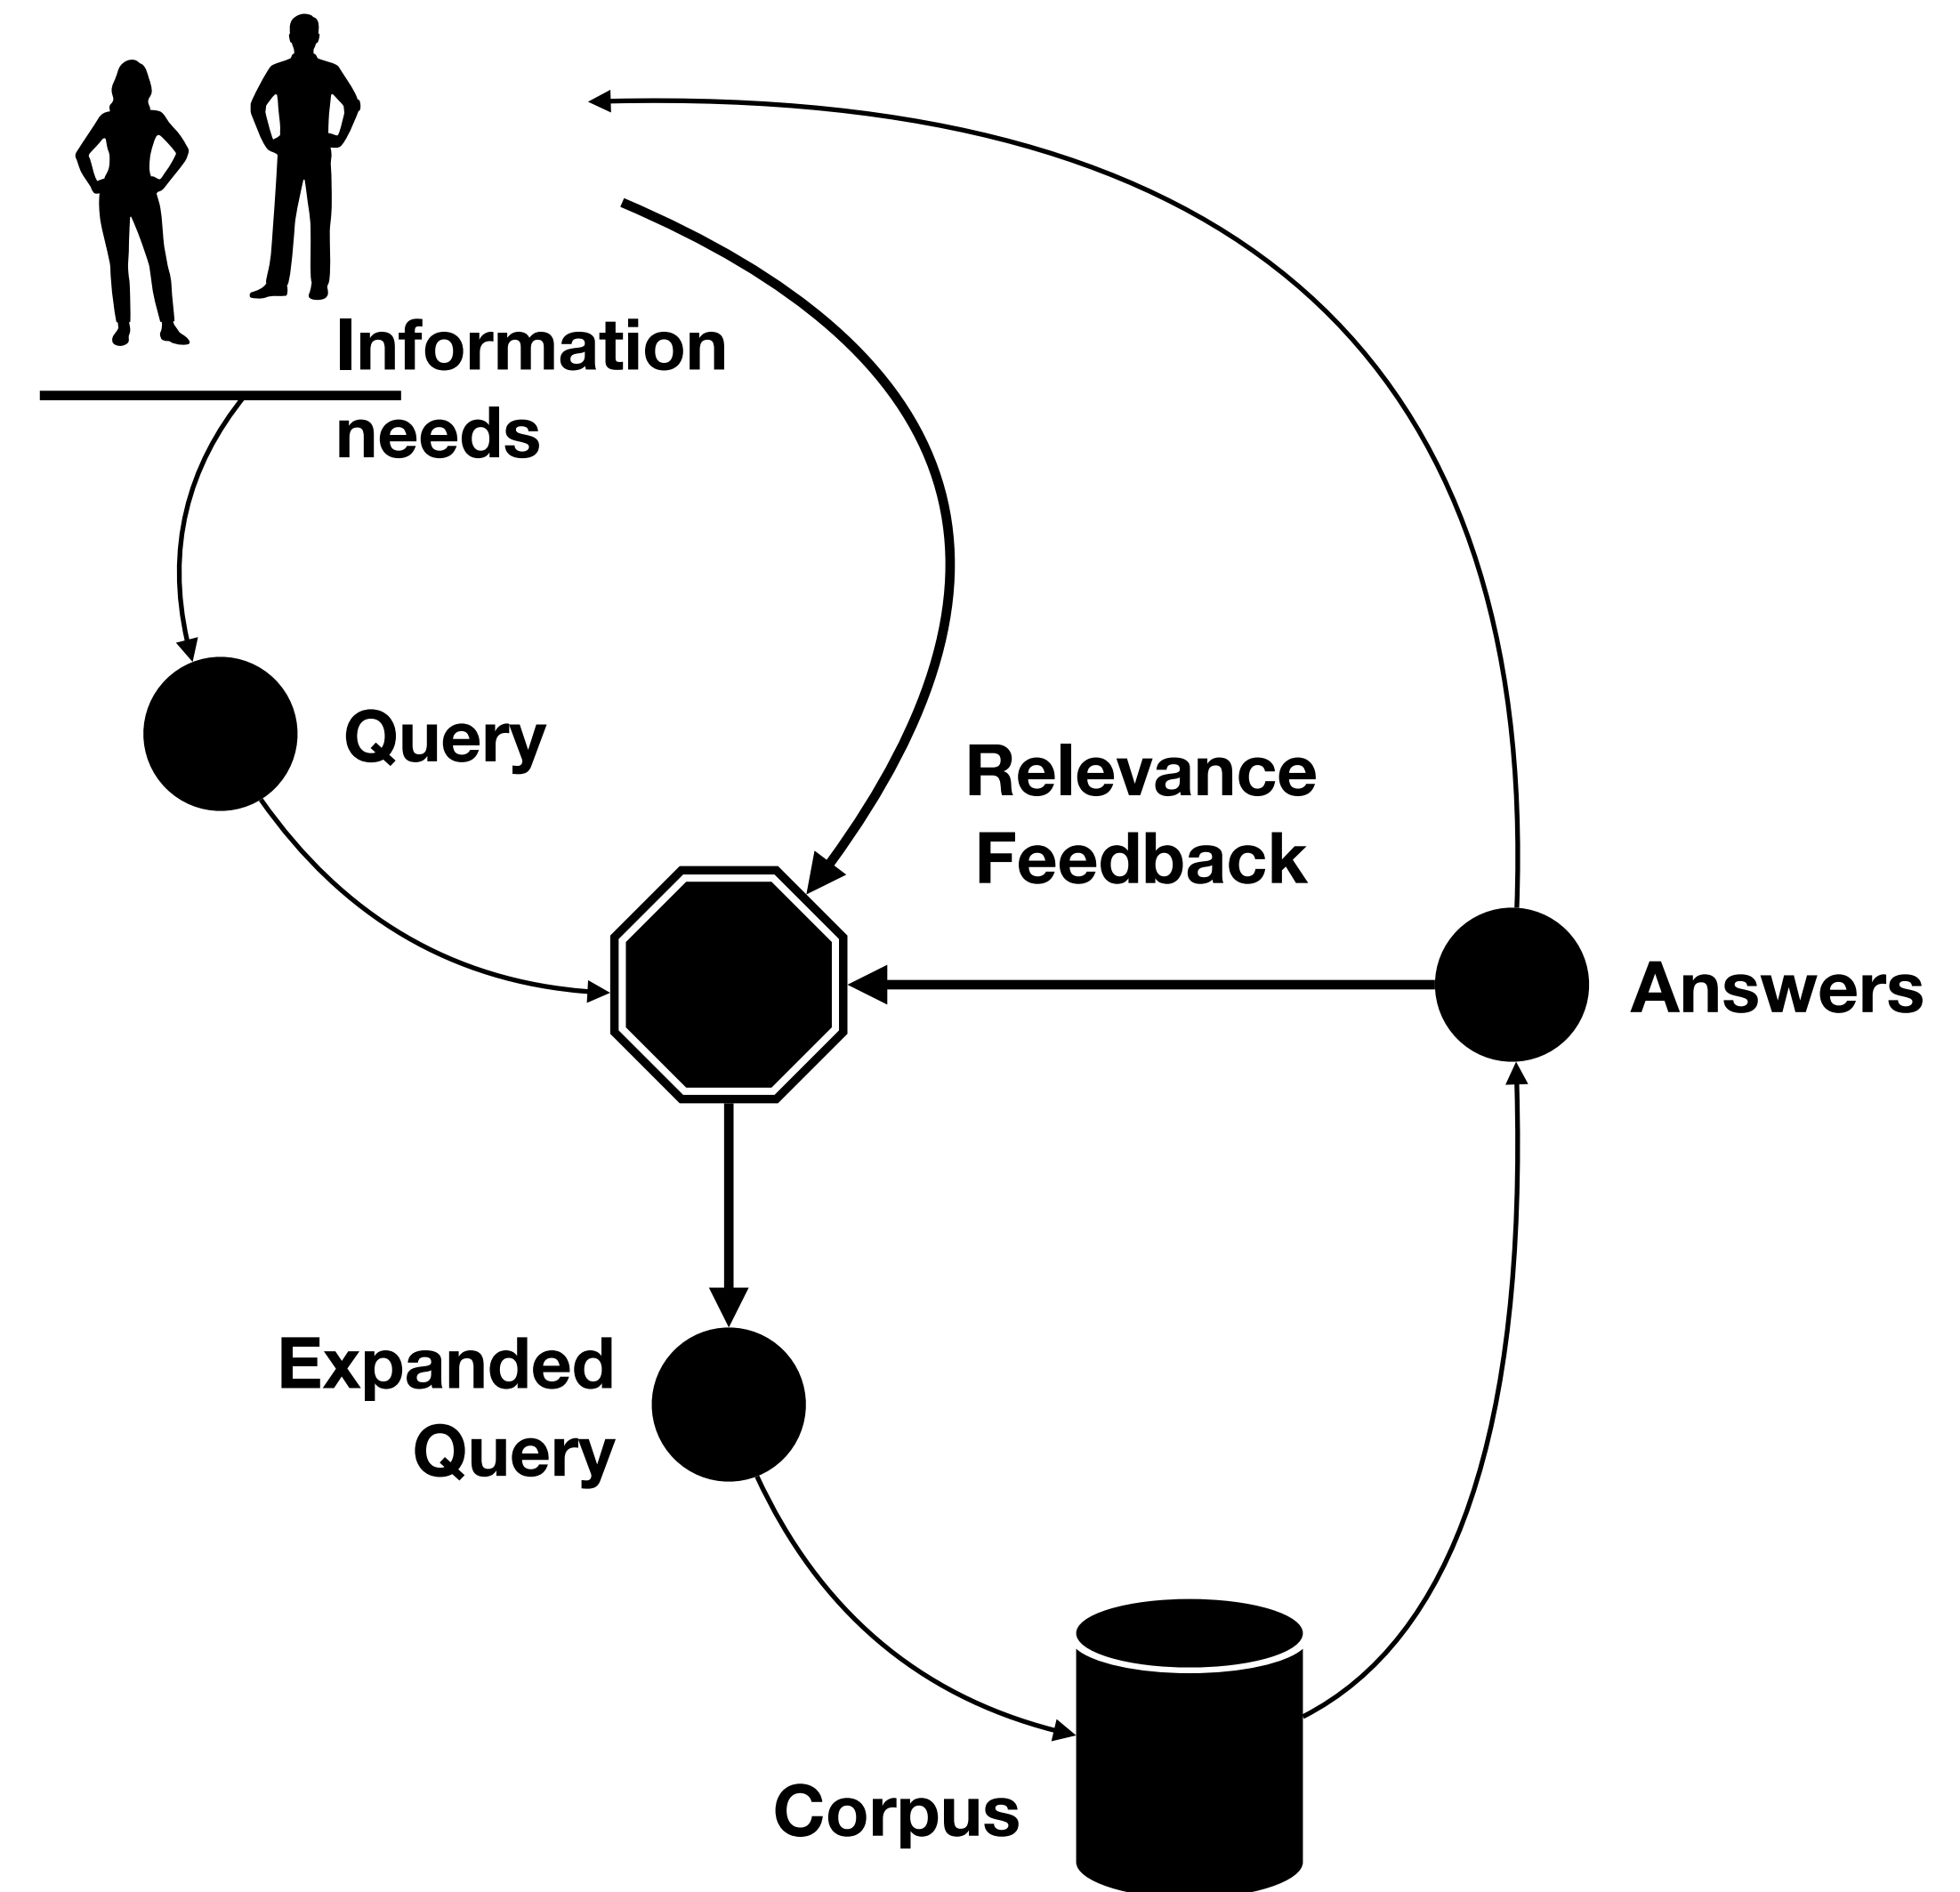 Information
needs
Query
Relevance
Feedback
Answers
Expanded
Query
Corpus